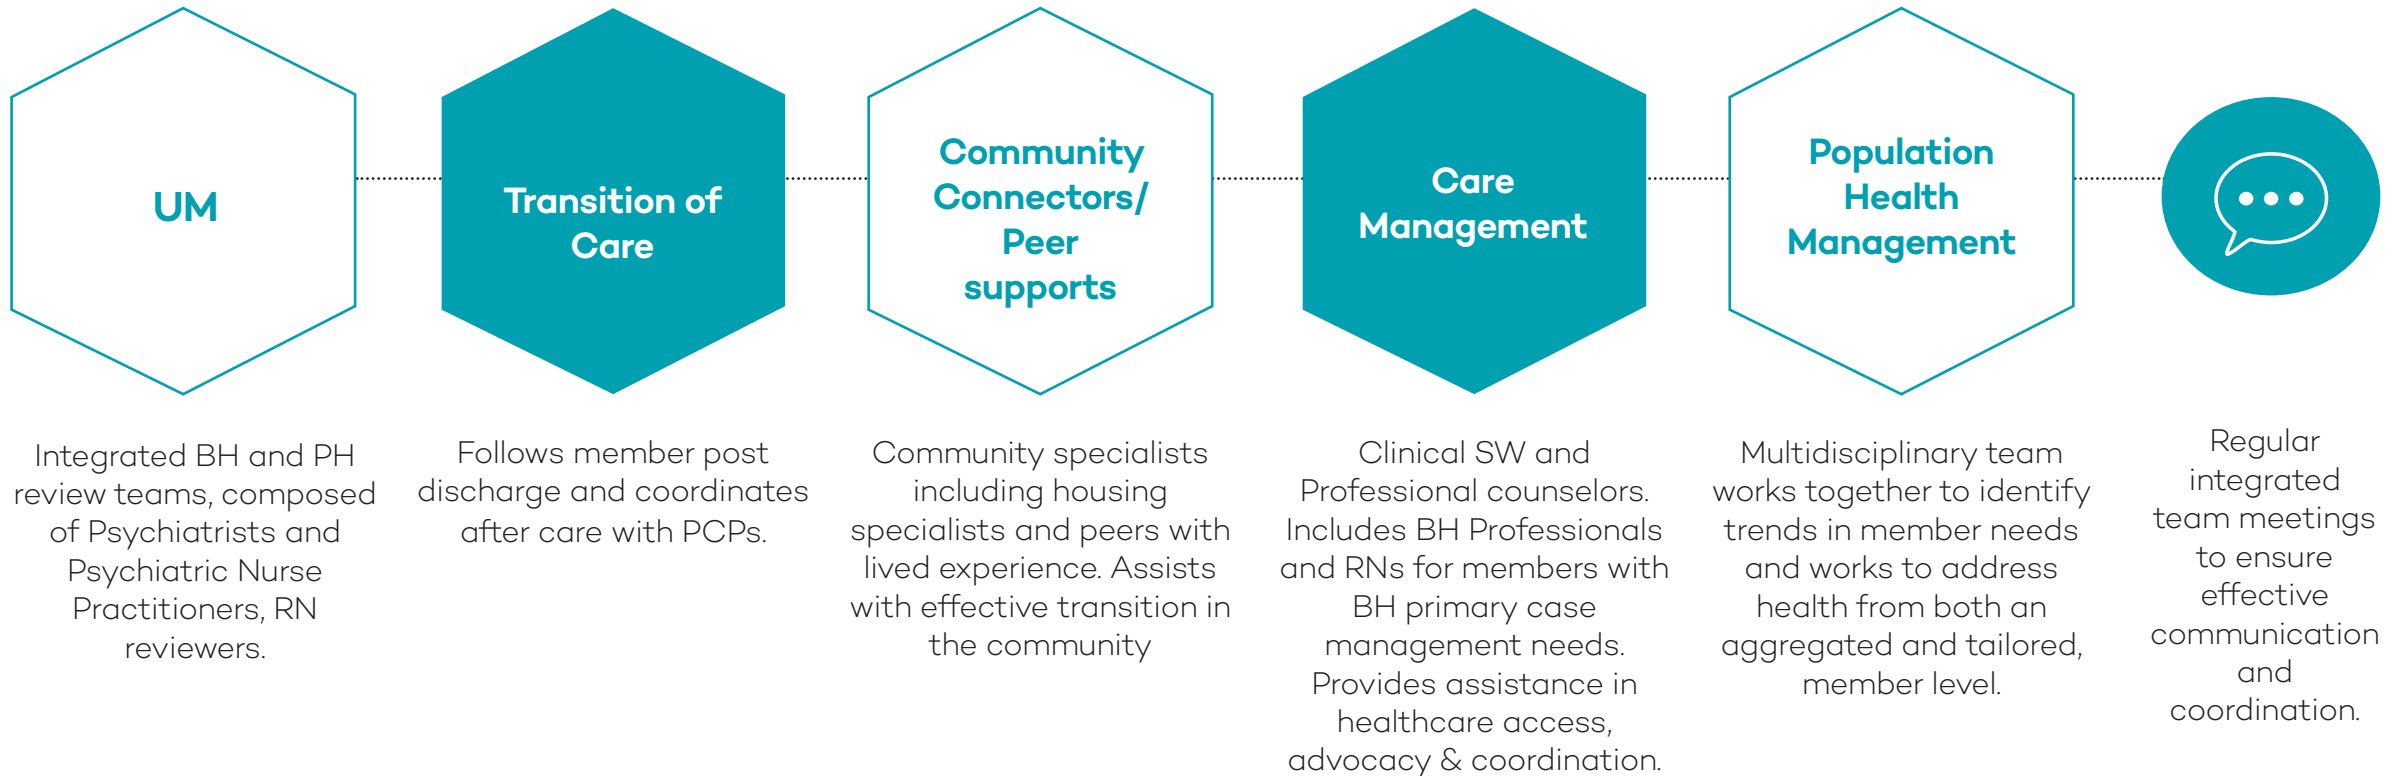 UM
Integrated BH and PH
review teams, composed
of Psychiatrists and
Psychiatric Nurse
Practitioners, RN
reviewers.
Transition of
Care
Follows member post
discharge and coordinates
after care with PCPs.
Community
Connectors/
Peer
supports
Community specialists
including housing
specialists and peers with
lived experience. Assists
with effective transition in
the community
Care
Management
Clinical SW and
Professional counselors.
Includes BH Professionals
and RNs for members with
BH primary case
management needs.
Provides assistance in
healthcare access,
advocacy & coordination.
Population
Health
Management
Multidisciplinary team
works together to identify
trends in member needs
and works to address
health from both an
aggregated and tailored,
member level.
Regular
integrated
team meetings
to ensure
effective
communication
and
coordination.